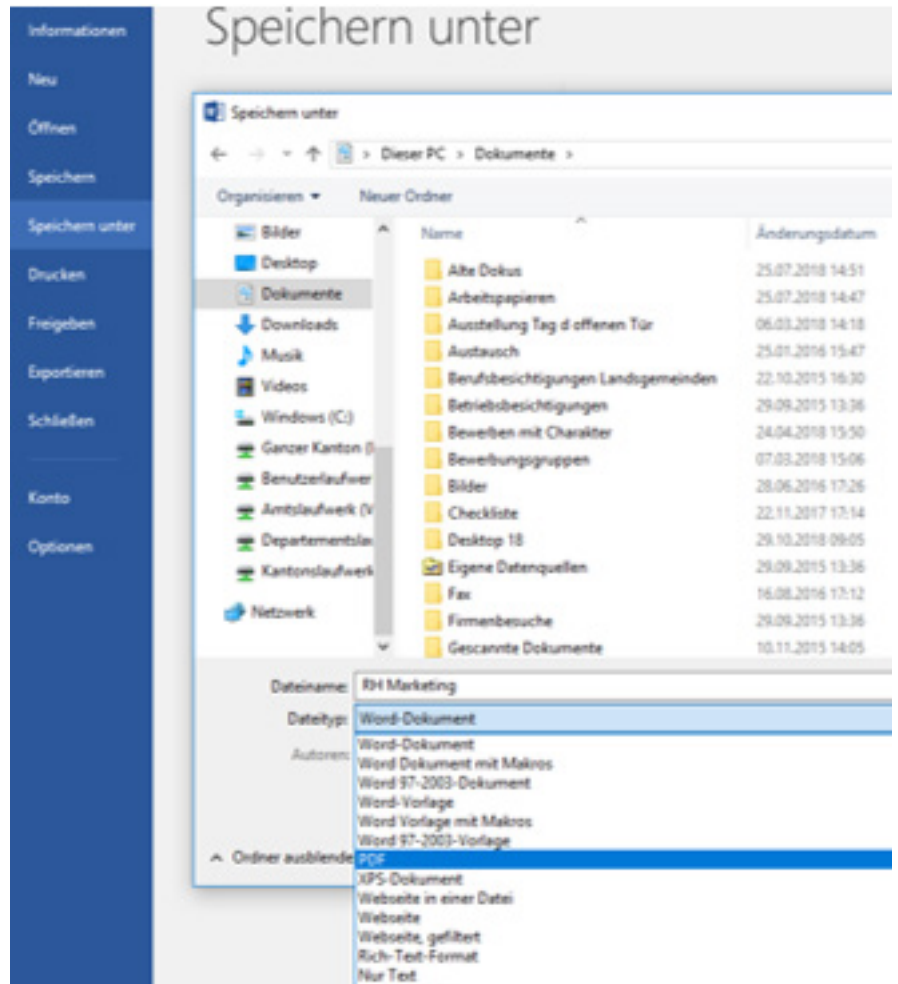 Speichern unter
Informationen
Neu
Öffnen
Speichern
Speichern unter
Drucken
Freigeben
Exportieren
Schließen
Konto
Optionen
Speichern unter
Dieser PC > Dokumente >
Organisieren Neuer Ordner
Bilder
Desktop
Dokumente
Downloads
Musik
Videos
Windows (C:)
Ganzer Kanton (
Benutzerlaufwer
Amtslaufwerk (V
Departementslau
Kantonslaufwerk
Netzwerk
Name Änderungsdatum
Alte Dokus 25.07.2018 14:51
Arbeitspapieren 25.07.2018 14:47
Ausstellung Tag d offenen Tür 06.03.2018 14:18
Austausch 25.01.2016 15:47
Berufsbesichtigungen Landsgemeinden 22.10.2015 16:30
Betriebsbesichtigungen 29.09.2015 13:36
Bewerben mit Charakter 24.04.2018 15:50
Bewerbungsgruppen 07.03.2018 15:06
Bilder 28.06.2016 17:26
Checkliste 22.11.2017 17:14
Desktop 18 29.10.2018 09:05
Eigene Datenquellen 29.09.2015 13:36
Fax 16.08.2016 17:12
Firmenbesuche 29.09.2015 13:36
Gescannte Dokumente 10.11.2015 14:05
Dateiname: RH Marketing
Dateityp: Word-Dokument
Autoren:
Word-Dokument
Word Dokument mit Makros
Word 97-2003-Dokument
Word-Vorlage
Word Vorlage mit Makros
Word 97-2003-Vorlage
Ordner ausblende
PDF
XPS-Dokument
Webseite in einer Datei
Webseite
Webseite, gefiltert
Rich-Text-Format
Nur Text